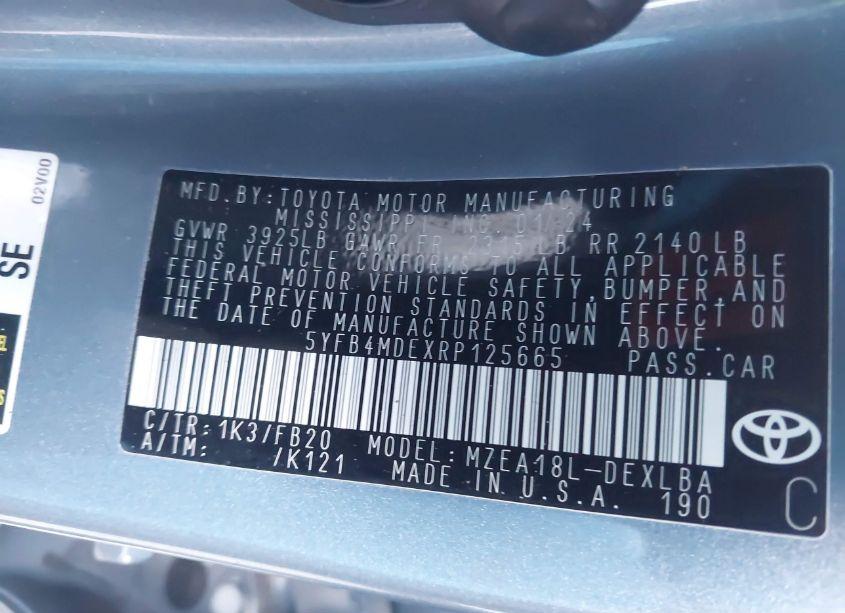 02V00
SE
EL
S
MFD.BY:TOYOTA MOTOR MANUFACTURING
MISSISSIPPI, INC. 01/24
GVWR 3925LB GAWR FR 2315LB RR 2140LB
THIS VEHICLE CONFORMS TO ALL APPLICABLE
FEDERAL MOTOR VEHICLE SAFETY,BUMPER,AND
THEFT PREVENTION STANDARDS IN EFFECT ON
THE DATE OF MANUFACTURE SHOWN ABOVE.
5YFB4MDEXRP125665 PASS.CAR
C/TR:1K3/FB20 MODEL:MZEA18L-DEXLBA
A/TM: /K121 MADE IN U.S.A. 190
C